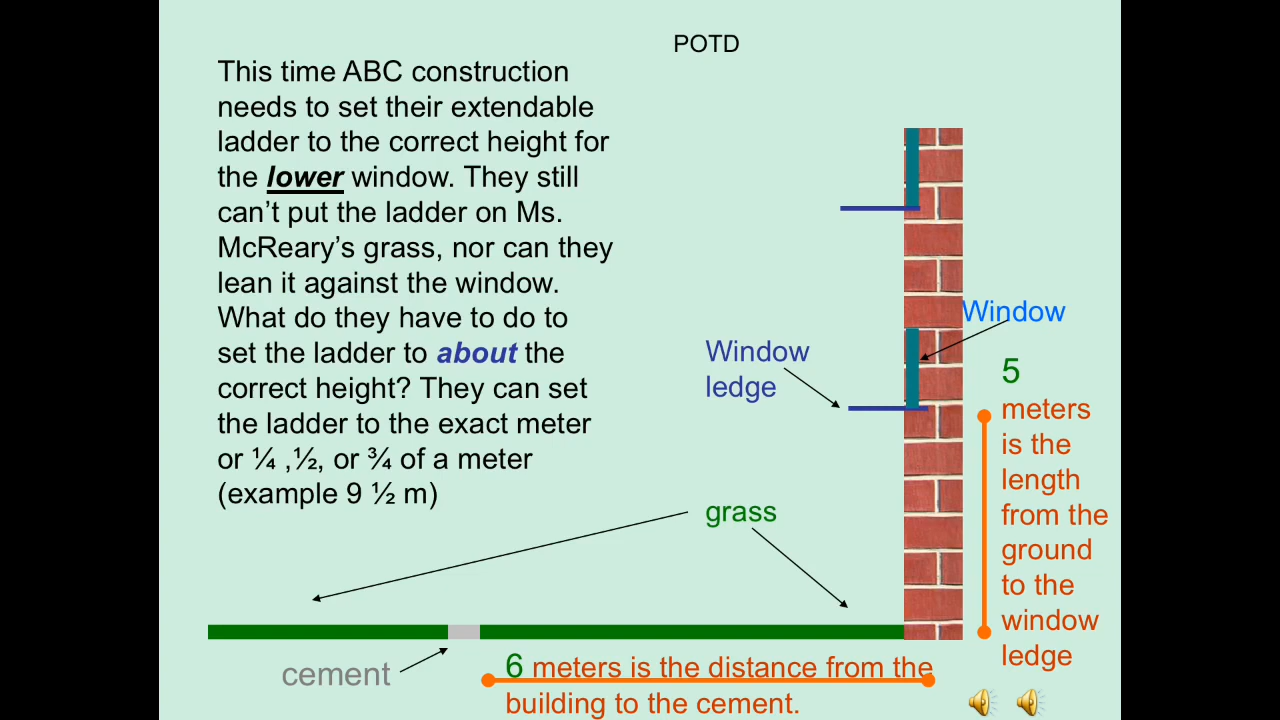 POTD
This time ABC construction
needs to set their extendable
ladder to the correct height for
the lower window. They still
can’t put the ladder on Ms.
McReary’s grass, nor can they
lean it against the window.
What do they have to do to
set the ladder to about the
correct height? They can set
the ladder to the exact meter
or ¼ ,½, or ¾ of a meter
(example 9 ½ m)
Window
Window
ledge
5
meters
is the
length
from the
ground
to the
window
ledge
grass
cement
6 meters is the distance from the
building to the cement.